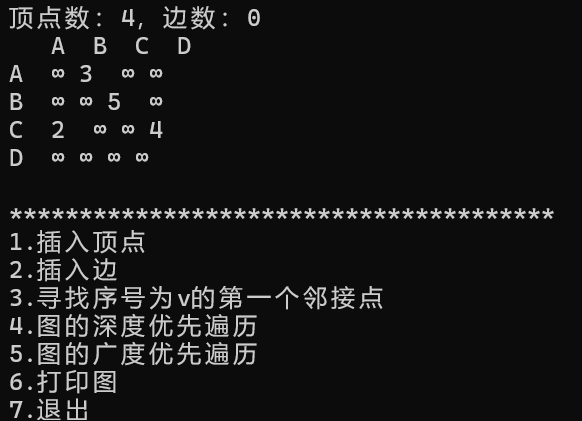 顶点数: 4, 边数: 0
   A  B  C  D
A  ∞ 3  ∞ ∞
B  ∞ ∞ 5  ∞
C  2  ∞ ∞ 4
D  ∞ ∞ ∞ ∞
***************************************
1.插入顶点
2.插入边
3.寻找序号为v的第一个邻接点
4.图的深度优先遍历
5.图的广度优先遍历
6.打印图
7.退出